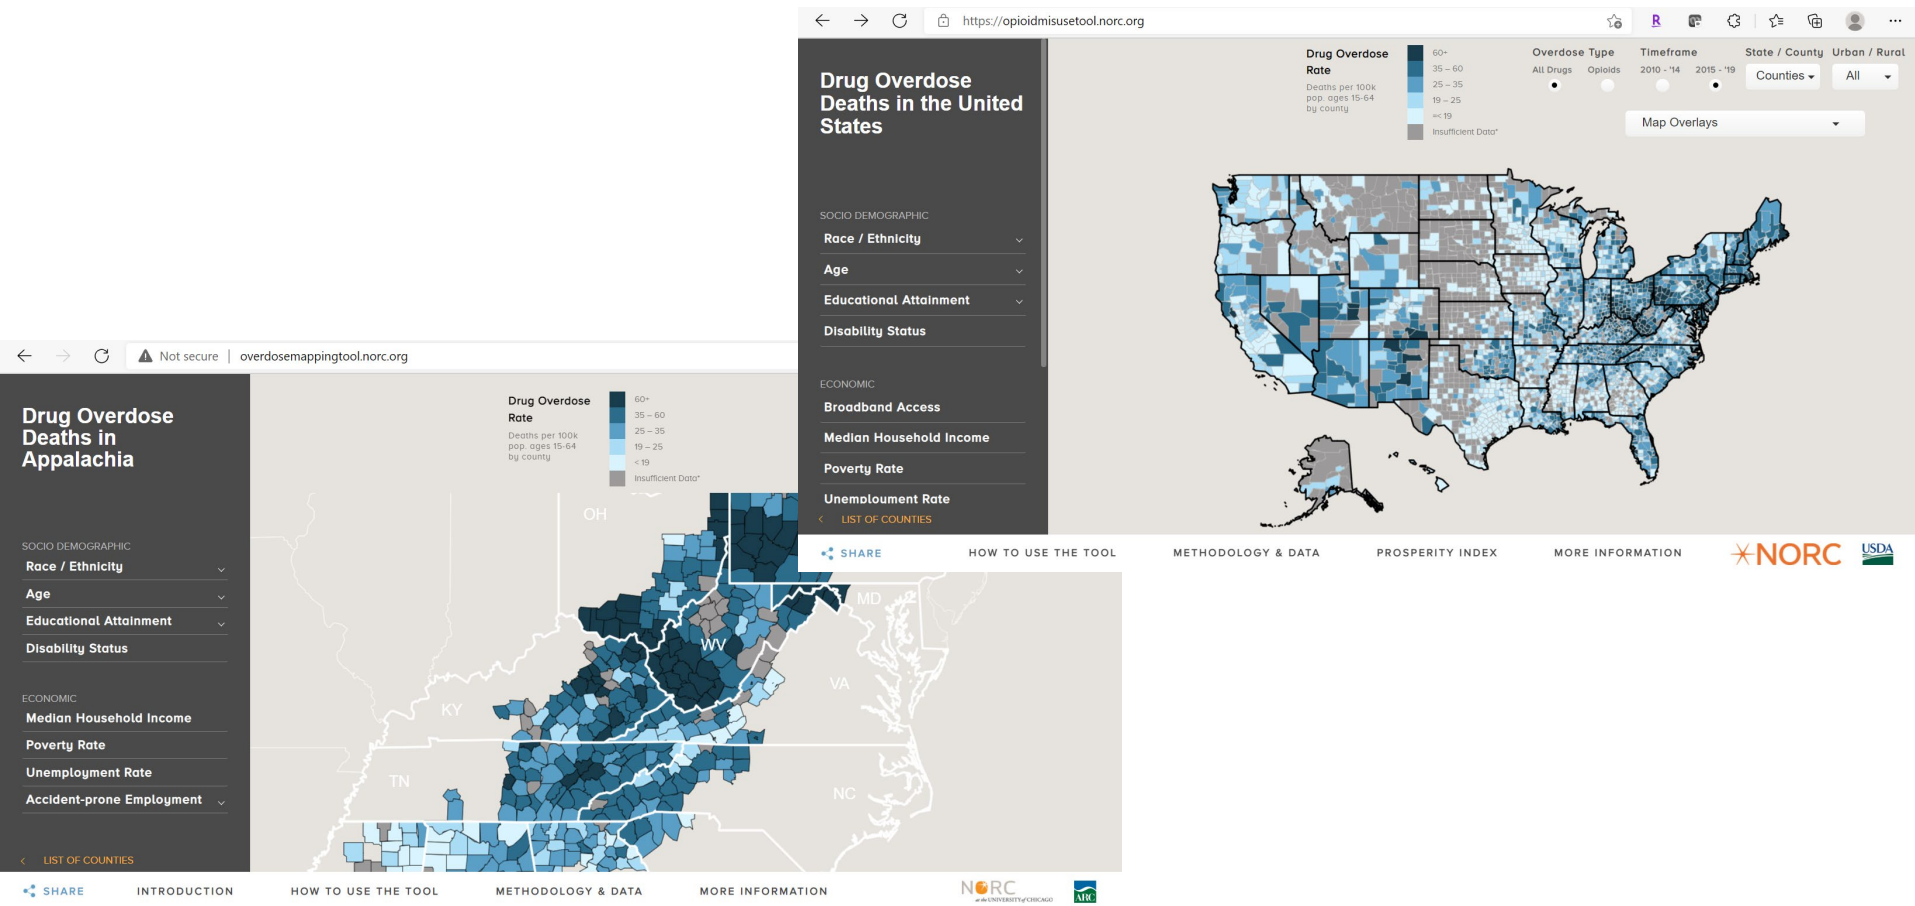 https://opioidmisusetool.norc.org
Drug Overdose
Deaths in the United
States
SOCIO DEMOGRAPHIC
Race / Ethnicity
Age
Educational Attainment
Disability Status
ECONOMIC
Broadband Access
Median Household Income
Poverty Rate
Unemployment Rate
LIST OF COUNTIES
Drug Overdose
Rate
Deaths per 100k
pop. ages 15-64
by county
60+
35 – 60
25 – 35
19 – 25
=< 19
Insufficient Data*
Overdose Type
All Drugs Opioids
Timeframe
2010 - '14 2015 - '19
State / County
Counties
Urban / Rural
All
Map Overlays
SHARE
HOW TO USE THE TOOL
METHODOLOGY & DATA
PROSPERITY INDEX
MORE INFORMATION
NORC
USDA
Not secure | overdosemappingtool.norc.org
Drug Overdose
Deaths in
Appalachia
SOCIO DEMOGRAPHIC
Race / Ethnicity
Age
Educational Attainment
Disability Status
ECONOMIC
Median Household Income
Poverty Rate
Unemployment Rate
Accident-prone Employment
LIST OF COUNTIES
Drug Overdose
Rate
Deaths per 100k
pop. ages 15-64
by county
60+
35 – 60
25 – 35
19 – 25
< 19
Insufficient Data*
OH
MD
WV
VA
KY
TN
NC
SHARE
INTRODUCTION
HOW TO USE THE TOOL
METHODOLOGY & DATA
MORE INFORMATION
NORC
at the UNIVERSITY of CHICAGO
ARC